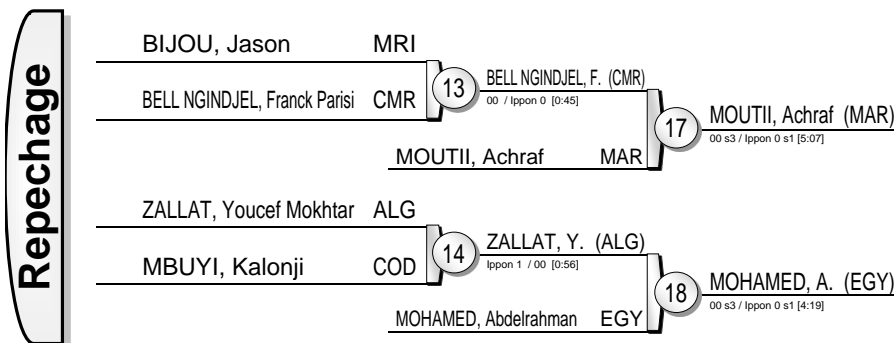 Repechage
BIJOU, Jason MRI
BELL NGINDJEL, Franck Parisi CMR
13
BELL NGINDJEL, F. (CMR)
00 / Ippon 0 [0:45]
MOUTII, Achraf MAR
17
MOUTII, Achraf (MAR)
00 s3 / Ippon 0 s1 [5:07]
ZALLAT, Youcef Mokhtar ALG
MBUYI, Kalonji COD
14
ZALLAT, Y. (ALG)
Ippon 1 / 00 [0:56]
MOHAMED, Abdelrahman EGY
18
MOHAMED, A. (EGY)
00 s3 / Ippon 0 s1 [4:19]